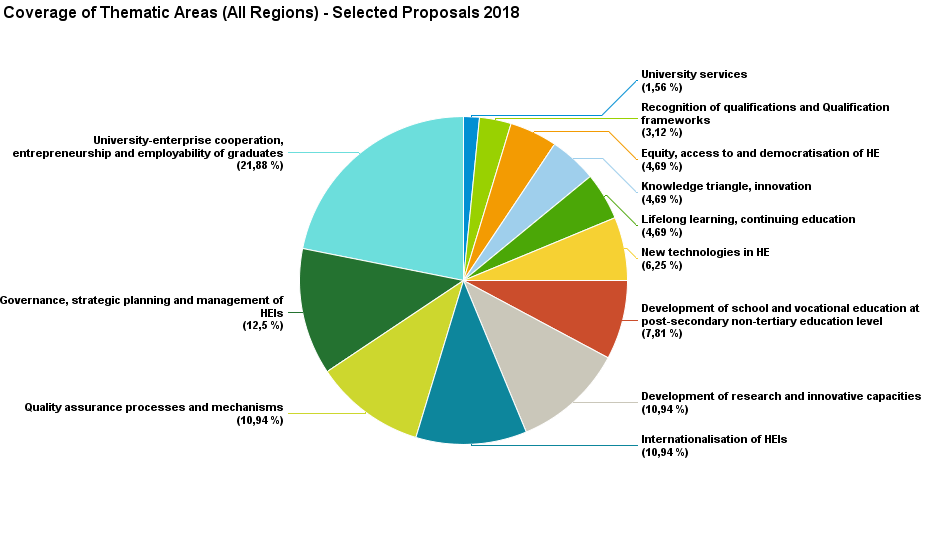 Coverage of Thematic Areas (All Regions) - Selected Proposals 2018
University services
(1,56 %)
Recognition of qualifications and Qualification
frameworks
(3,12 %)
Equity, access to and democratisation of HE
(4,69 %)
Knowledge triangle, innovation
(4,69 %)
Lifelong learning, continuing education
(4,69 %)
New technologies in HE
(6,25 %)
Development of school and vocational education at
post-secondary non-tertiary education level
(7,81 %)
Development of research and innovative capacities
(10,94 %)
Internationalisation of HEIs
(10,94 %)
Quality assurance processes and mechanisms
(10,94 %)
Governance, strategic planning and management of
HEIs
(12,5 %)
University-enterprise cooperation,
entrepreneurship and employability of graduates
(21,88 %)